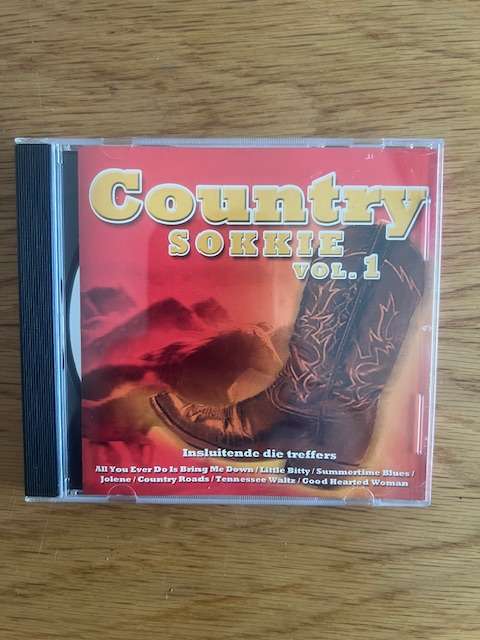 Country
SOKKIE
VOL. 1
Insluitende die treffers
All You Ever Do Is Bring Me Down / Little Bitty / Summertime Blues /
Jolene / Country Roads / Tennessee Waltz / Good Hearted Woman